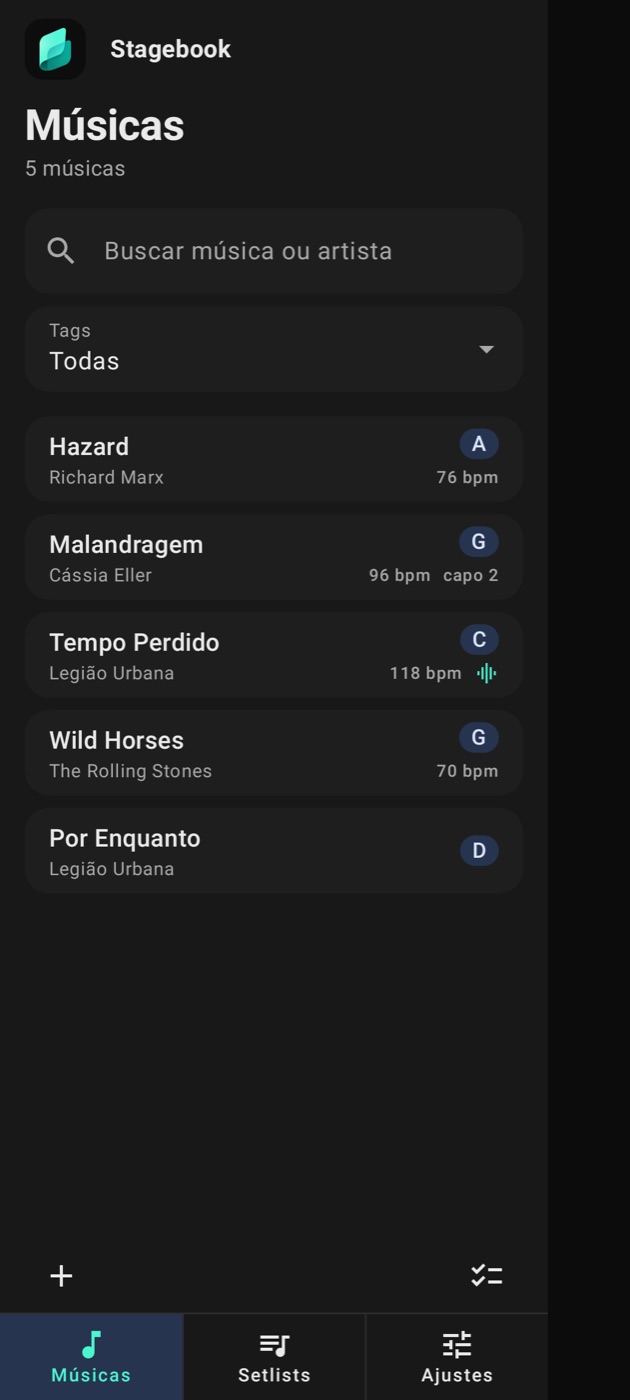 Stagebook
Músicas
5 músicas
Buscar música ou artista
Tags
Todas
Hazard
A
Richard Marx
76 bpm
Malandragem
G
Cássia Eller
96 bpm capo 2
Tempo Perdido
C
Legião Urbana
118 bpm
Wild Horses
G
The Rolling Stones
70 bpm
Por Enquanto
D
Legião Urbana
Músicas
Setlists
Ajustes